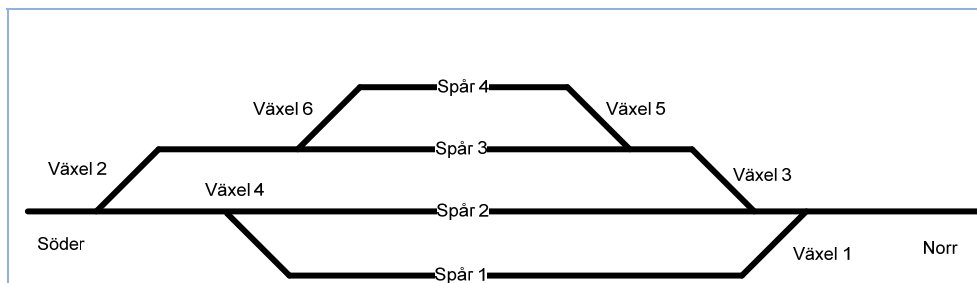 Spår 4
Växel 6
Växel 5
Spår 3
Växel 2
Växel 3
Växel 4
Spår 2
Söder
Norr
Växel 1
Spår 1